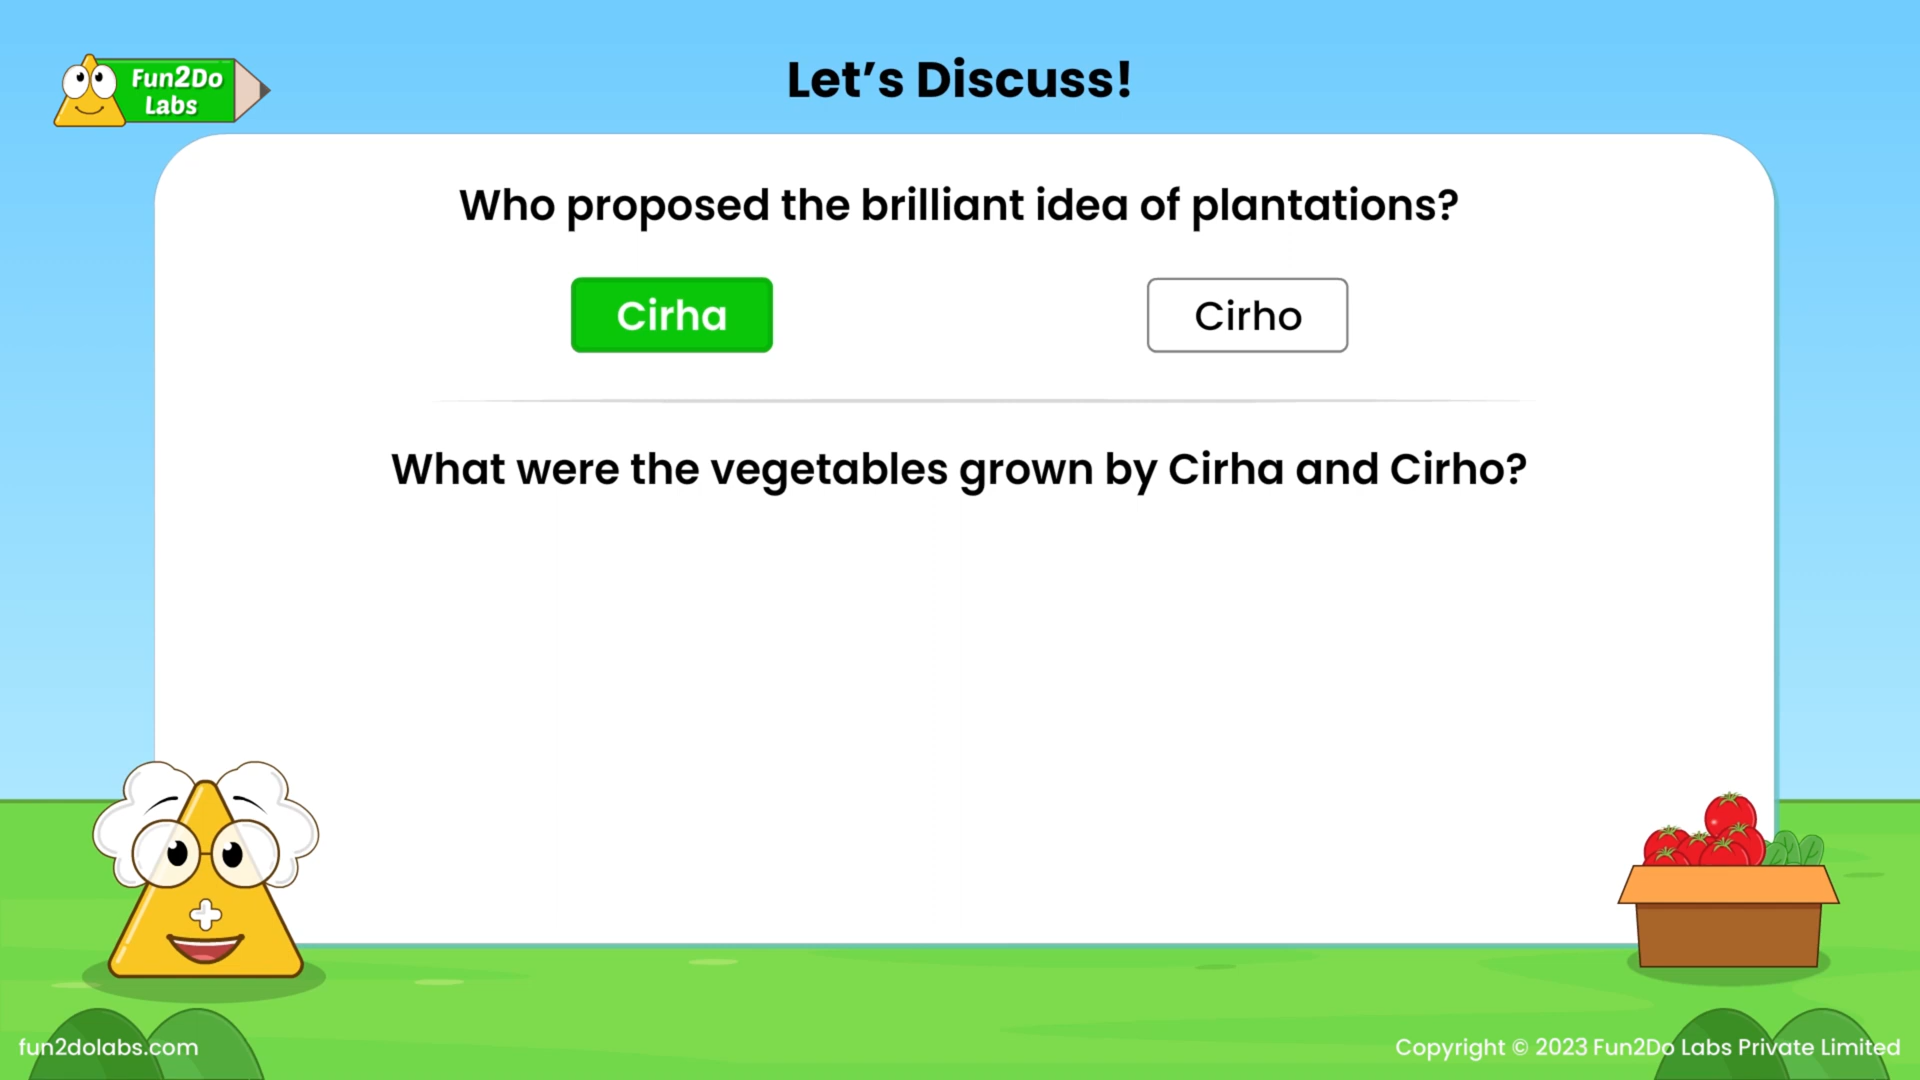 Fun2Do
Labs
Let’s Discuss!
Who proposed the brilliant idea of plantations?
Cirha
Cirho
What were the vegetables grown by Cirha and Cirho?
fun2dolabs.com
Copyright © 2023 Fun2Do Labs Private Limited